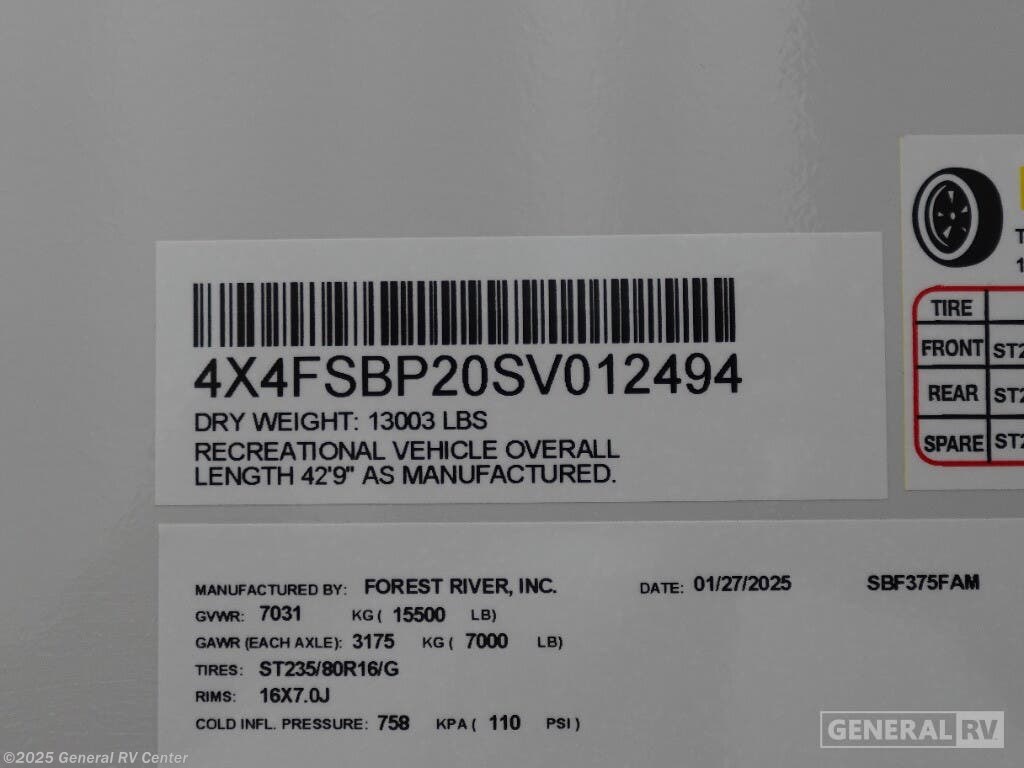 4X4FSBP20SV012494
DRY WEIGHT: 13003 LBS
RECREATIONAL VEHICLE OVERALL
LENGTH 42'9" AS MANUFACTURED.
TIRE
FRONT ST2
REAR ST2
SPARE ST2
MANUFACTURED BY: FOREST RIVER, INC. DATE: 01/27/2025 SBF375FAM
GVWR: 7031 KG ( 15500 LB)
GAWR (EACH AXLE): 3175 KG ( 7000 LB)
TIRES: ST235/80R16/G
RIMS: 16X7.0J
COLD INFL. PRESSURE: 758 KPA ( 110 PSI )
GENERAL RV
©2025 General RV Center